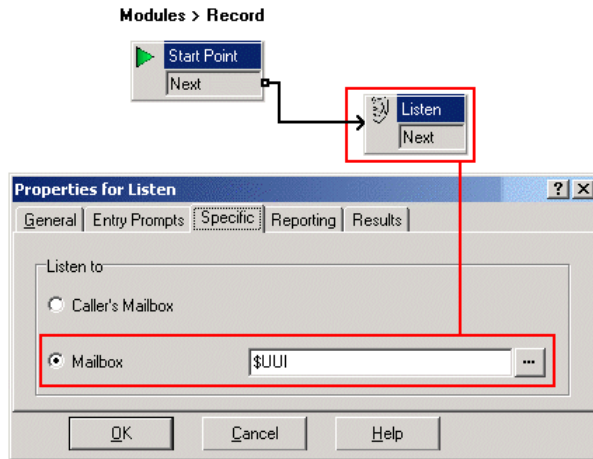 Modules > Record
Start Point
Next
Listen
Next
Properties for Listen
? ×
General Entry Prompts Specific Reporting Results
Listen to
Caller's Mailbox
Mailbox $UUI ...
OK Cancel Help